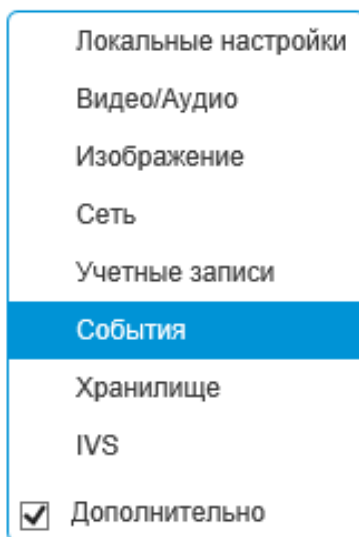 Локальные настройки
Видео/Аудио
Изображение
Сеть
Учетные записи
События
Хранилище
IVS
Дополнительно